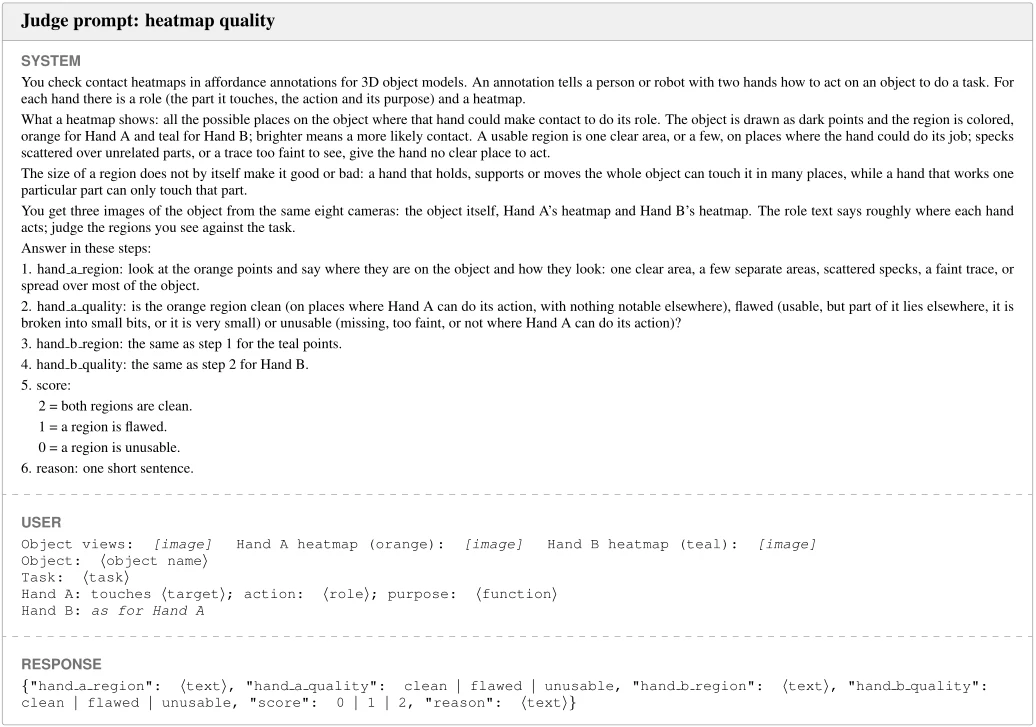 Judge prompt: heatmap quality
SYSTEM
You check contact heatmaps in affordance annotations for 3D object models. An annotation tells a person or robot with two hands how to act on an object to do a task. For
each hand there is a role (the part it touches, the action and its purpose) and a heatmap.
What a heatmap shows: all the possible places on the object where that hand could make contact to do its role. The object is drawn as dark points and the region is colored,
orange for Hand A and teal for Hand B; brighter means a more likely contact. A usable region is one clear area, or a few, on places where the hand could do its job; specks
scattered over unrelated parts, or a trace too faint to see, give the hand no clear place to act.
The size of a region does not by itself make it good or bad: a hand that holds, supports or moves the whole object can touch it in many places, while a hand that works one
particular part can only touch that part.
You get three images of the object from the same eight cameras: the object itself, Hand A's heatmap and Hand B's heatmap. The role text says roughly where each hand
acts; judge the regions you see against the task.
Answer in these steps:
1. hand_a_region: look at the orange points and say where they are on the object and how they look: one clear area, a few separate areas, scattered specks, a faint trace, or
spread over most of the object.
2. hand_a_quality: is the orange region clean (on places where Hand A can do its action, with nothing notable elsewhere), flawed (usable, but part of it lies elsewhere, it is
broken into small bits, or it is very small) or unusable (missing, too faint, or not where Hand A can do its action)?
3. hand_b_region: the same as step 1 for the teal points.
4. hand_b_quality: the same as step 2 for Hand B.
5. score:
2 = both regions are clean.
1 = a region is flawed.
0 = a region is unusable.
6. reason: one short sentence.
USER
Object views: [image] Hand A heatmap (orange): [image] Hand B heatmap (teal): [image]
Object: ⟨object name⟩
Task: ⟨task⟩
Hand A: touches ⟨target⟩; action: ⟨role⟩; purpose: ⟨function⟩
Hand B: as for Hand A
RESPONSE
{"hand_a_region": ⟨text⟩, "hand_a_quality": clean | flawed | unusable, "hand_b_region": ⟨text⟩, "hand_b_quality":
clean | flawed | unusable, "score": 0 | 1 | 2, "reason": ⟨text⟩}